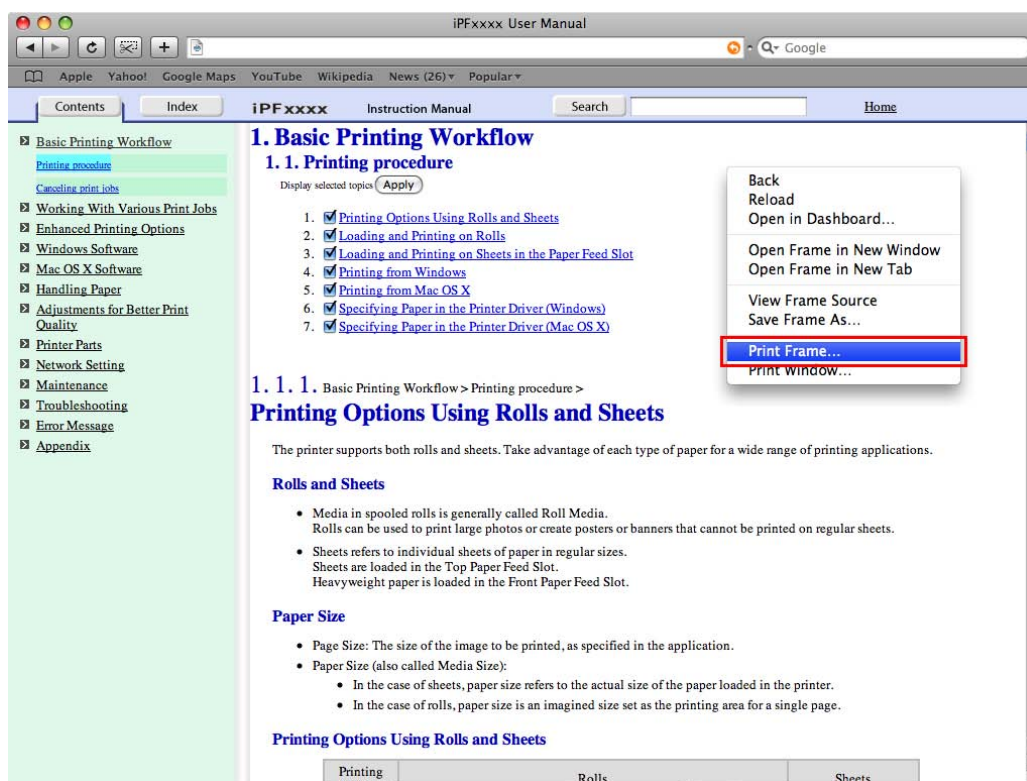 iPFxxxx User Manual
Google
Apple Yahoo! Google Maps YouTube Wikipedia News (26) Popular
Contents Index iPFxxxx Instruction Manual Search Home
Basic Printing Workflow
Printing procedure
Canceling print jobs
Working With Various Print Jobs
Enhanced Printing Options
Windows Software
Mac OS X Software
Handling Paper
Adjustments for Better Print
Quality
Printer Parts
Network Setting
Maintenance
Troubleshooting
Error Message
Appendix
1. Basic Printing Workflow
1. 1. Printing procedure
Display selected topics Apply
1. Printing Options Using Rolls and Sheets
2. Loading and Printing on Rolls
3. Loading and Printing on Sheets in the Paper Feed Slot
4. Printing from Windows
5. Printing from Mac OS X
6. Specifying Paper in the Printer Driver (Windows)
7. Specifying Paper in the Printer Driver (Mac OS X)
Back
Reload
Open in Dashboard...
Open Frame in New Window
Open Frame in New Tab
View Frame Source
Save Frame As...
Print Frame...
Print Window...
1. 1. 1. Basic Printing Workflow > Printing procedure >
Printing Options Using Rolls and Sheets
The printer supports both rolls and sheets. Take advantage of each type of paper for a wide range of printing applications.
Rolls and Sheets
• Media in spooled rolls is generally called Roll Media.
Rolls can be used to print large photos or create posters or banners that cannot be printed on regular sheets.
• Sheets refers to individual sheets of paper in regular sizes.
Sheets are loaded in the Top Paper Feed Slot.
Heavyweight paper is loaded in the Front Paper Feed Slot.
Paper Size
• Page Size: The size of the image to be printed, as specified in the application.
• Paper Size (also called Media Size):
• In the case of sheets, paper size refers to the actual size of the paper loaded in the printer.
• In the case of rolls, paper size is an imagined size set as the printing area for a single page.
Printing Options Using Rolls and Sheets
Printing
Rolls Sheets